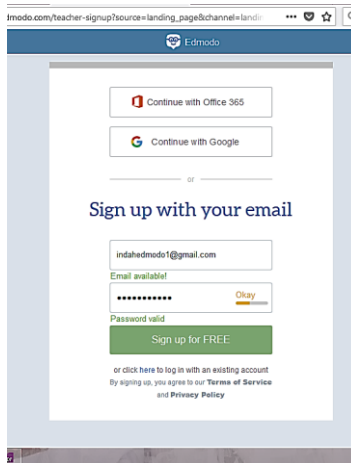 dmodo.com/teacher-signup?source=landing_page&channel=landin
Edmodo
Continue with Office 365
Continue with Google
or
Sign up with your email
indahedmodo1@gmail.com
Email available!
Okay
Password valid
Sign up for FREE
or click here to log in with an existing account
By signing up, you agree to our Terms of Service
and Privacy Policy